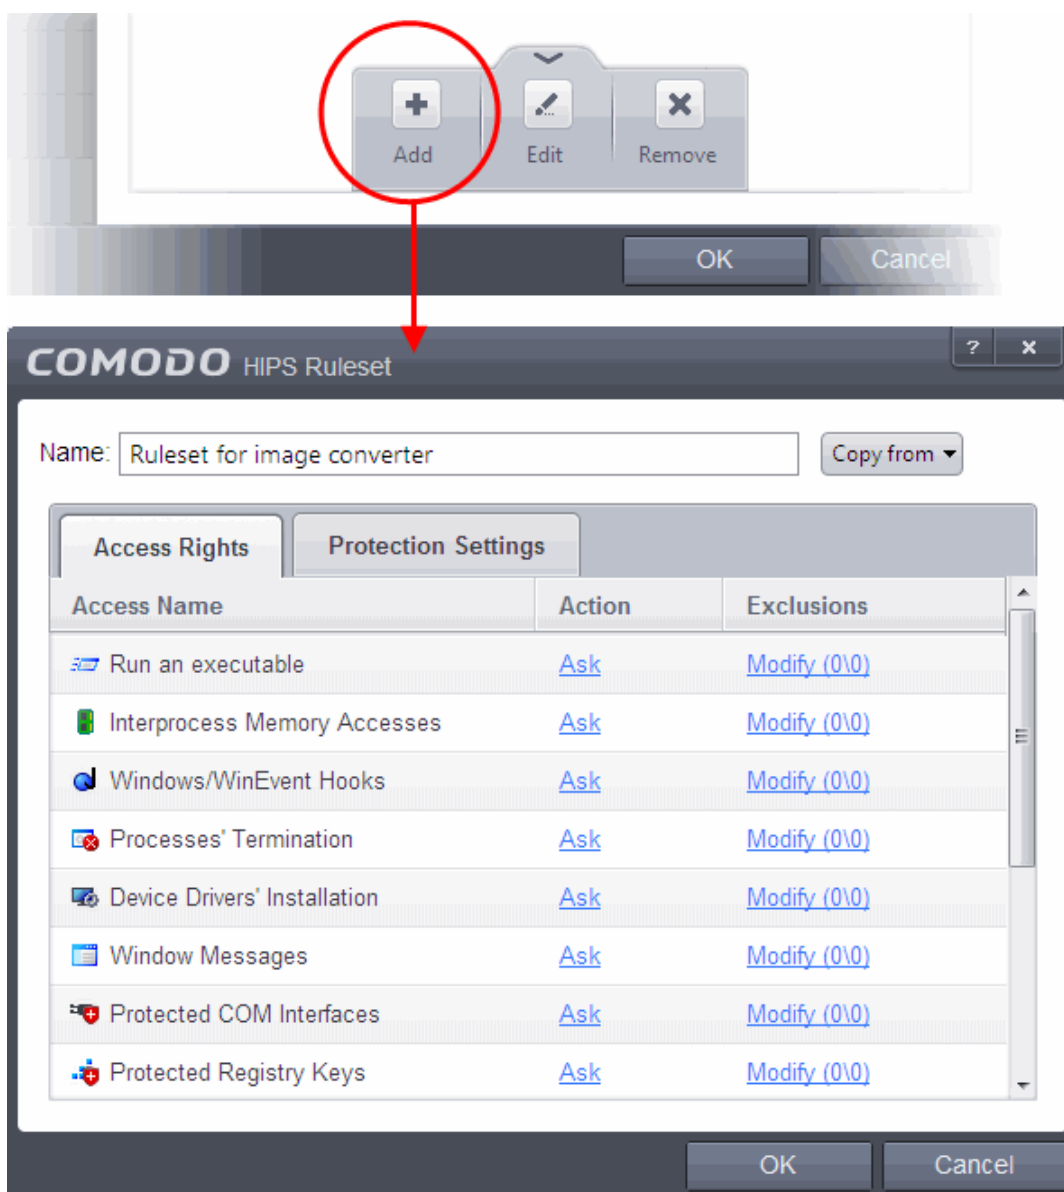 Add Edit Remove
OK Cancel
COMODO HIPS Ruleset ? x
Name: Ruleset for image converter Copy from
Access Rights Protection Settings
Access Name Action Exclusions
Run an executable Ask Modify (0\0)
Interprocess Memory Accesses Ask Modify (0\0)
Windows/WinEvent Hooks Ask Modify (0\0)
Processes' Termination Ask Modify (0\0)
Device Drivers' Installation Ask Modify (0\0)
Window Messages Ask Modify (0\0)
Protected COM Interfaces Ask Modify (0\0)
Protected Registry Keys Ask Modify (0\0)
OK Cancel